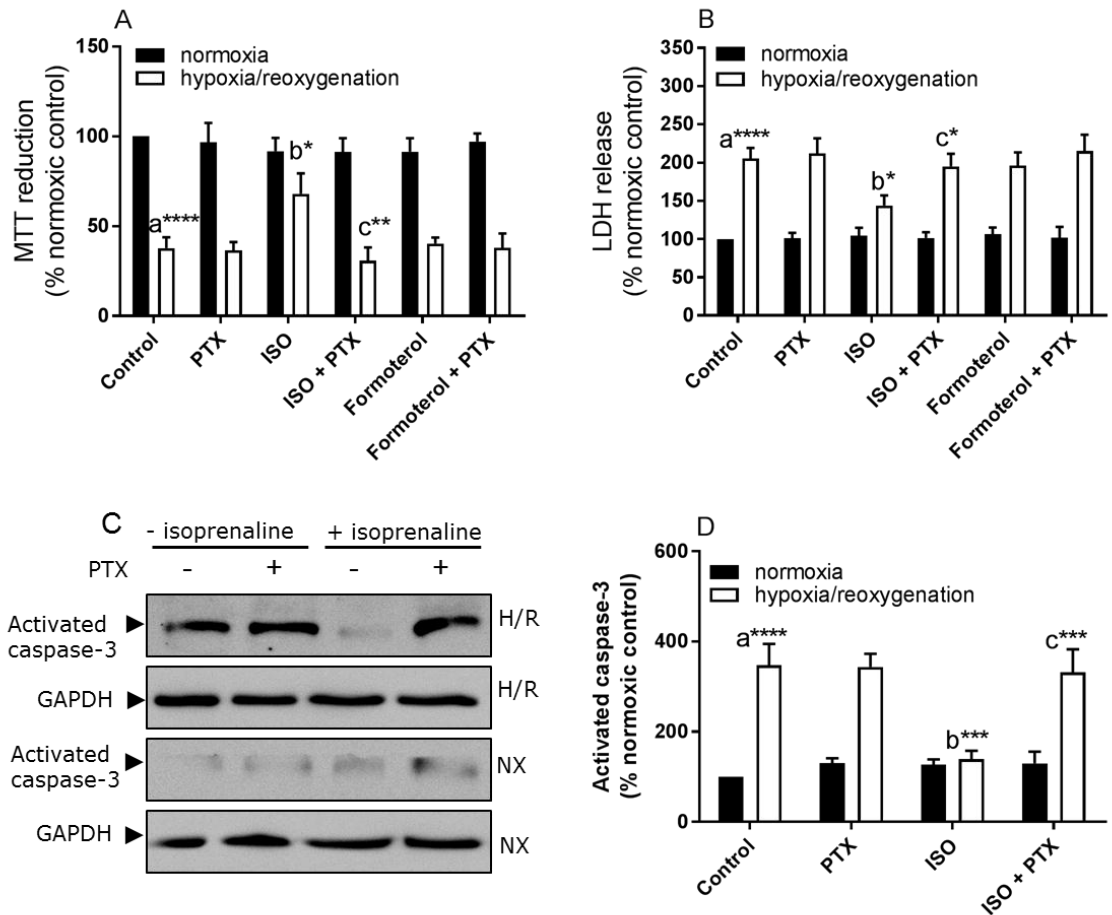 A
MTT reduction
(% normoxic control)
150
100
50
0
normoxia
hypoxia/reoxygenation
a****
b*
c**
Control
PTX
ISO
ISO + PTX
Formoterol
Formoterol + PTX
B
LDH release
(% normoxic control)
350
300
250
200
150
100
50
0
normoxia
hypoxia/reoxygenation
a****
b*
c*
Control
PTX
ISO
ISO + PTX
Formoterol
Formoterol + PTX
C
- isoprenaline + isoprenaline
PTX - + - +
Activated
caspase-3
H/R
GAPDH
H/R
Activated
caspase-3
NX
GAPDH
NX
D
Activated caspase-3
(% normoxic control)
600
400
200
0
normoxia
hypoxia/reoxygenation
a****
b***
c***
Control
PTX
ISO
ISO + PTX